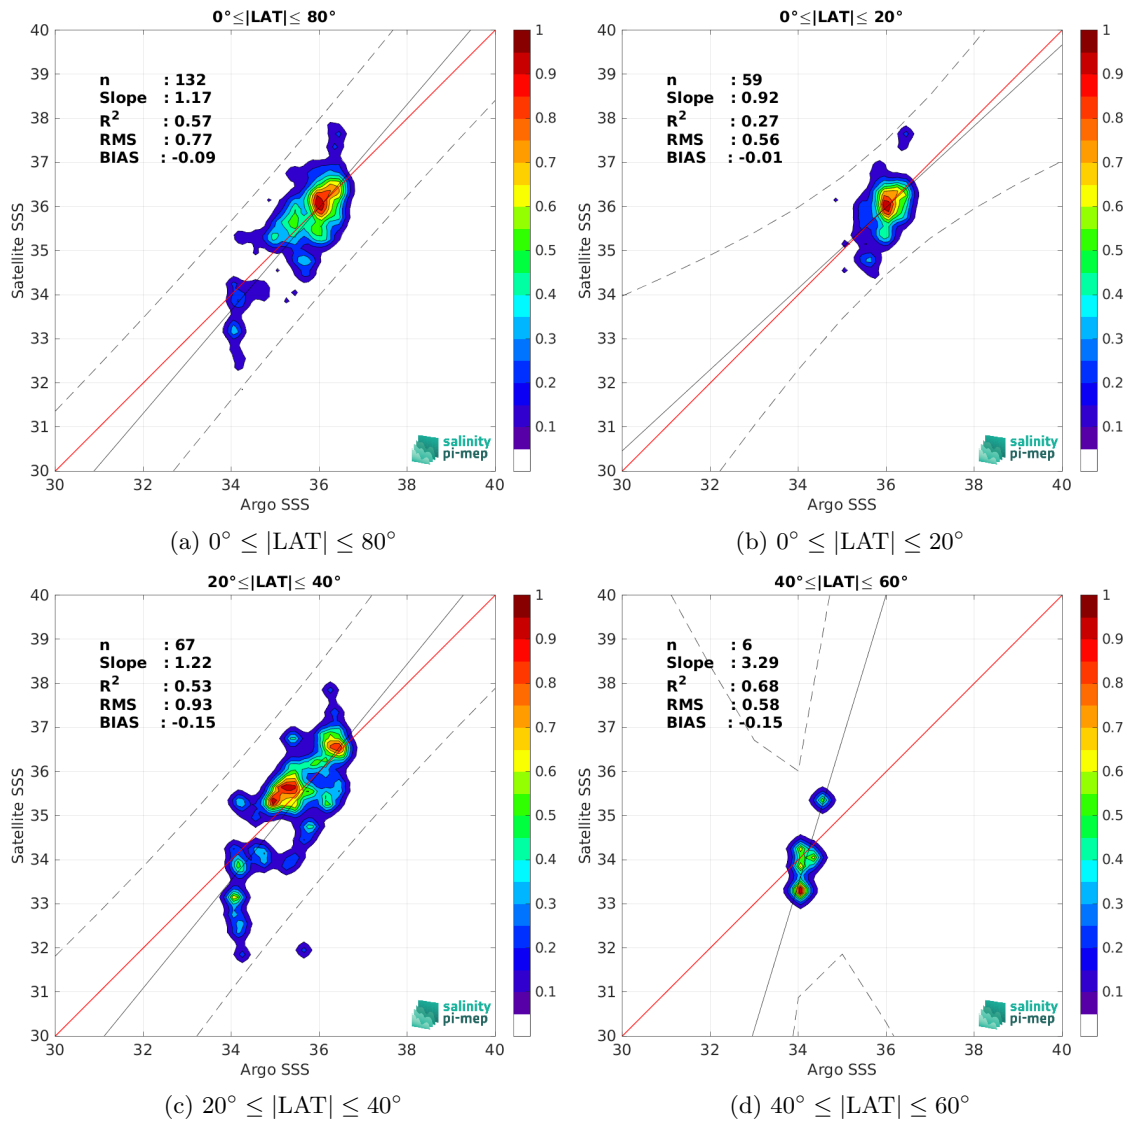 0°≤|LAT|≤ 80°
40
39
38
37
36
35
34
33
32
31
30
Satellite SSS
n : 132
Slope : 1.17
R² : 0.57
RMS : 0.77
BIAS : -0.09
salinity
pi-mep
30 32 34 36 38 40
Argo SSS
1
0.9
0.8
0.7
0.6
0.5
0.4
0.3
0.2
0.1
(a) 0° ≤ |LAT| ≤ 80°
0°≤|LAT|≤ 20°
40
39
38
37
36
35
34
33
32
31
30
Satellite SSS
n : 59
Slope : 0.92
R² : 0.27
RMS : 0.56
BIAS : -0.01
salinity
pi-mep
30 32 34 36 38 40
Argo SSS
1
0.9
0.8
0.7
0.6
0.5
0.4
0.3
0.2
0.1
(b) 0° ≤ |LAT| ≤ 20°
20°≤|LAT|≤ 40°
40
39
38
37
36
35
34
33
32
31
30
Satellite SSS
n : 67
Slope : 1.22
R² : 0.53
RMS : 0.93
BIAS : -0.15
salinity
pi-mep
30 32 34 36 38 40
Argo SSS
1
0.9
0.8
0.7
0.6
0.5
0.4
0.3
0.2
0.1
(c) 20° ≤ |LAT| ≤ 40°
40°≤|LAT|≤ 60°
40
39
38
37
36
35
34
33
32
31
30
Satellite SSS
n : 6
Slope : 3.29
R² : 0.68
RMS : 0.58
BIAS : -0.15
salinity
pi-mep
30 32 34 36 38 40
Argo SSS
1
0.9
0.8
0.7
0.6
0.5
0.4
0.3
0.2
0.1
(d) 40° ≤ |LAT| ≤ 60°